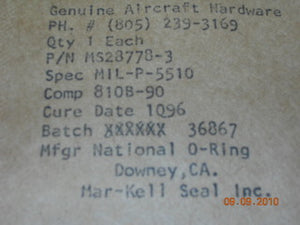 Genuine Aircraft Hardware
PH. # (805) 239-3169
Qty 1 Each
P/N MS28778-3
Spec MIL-P-5510
Comp 8108-90
Cure Date 1Q96
Batch XXXXXX 36867
Mfgr National O-Ring
Downey,CA.
Mar-Kell Seal Inc.
09.09.2010